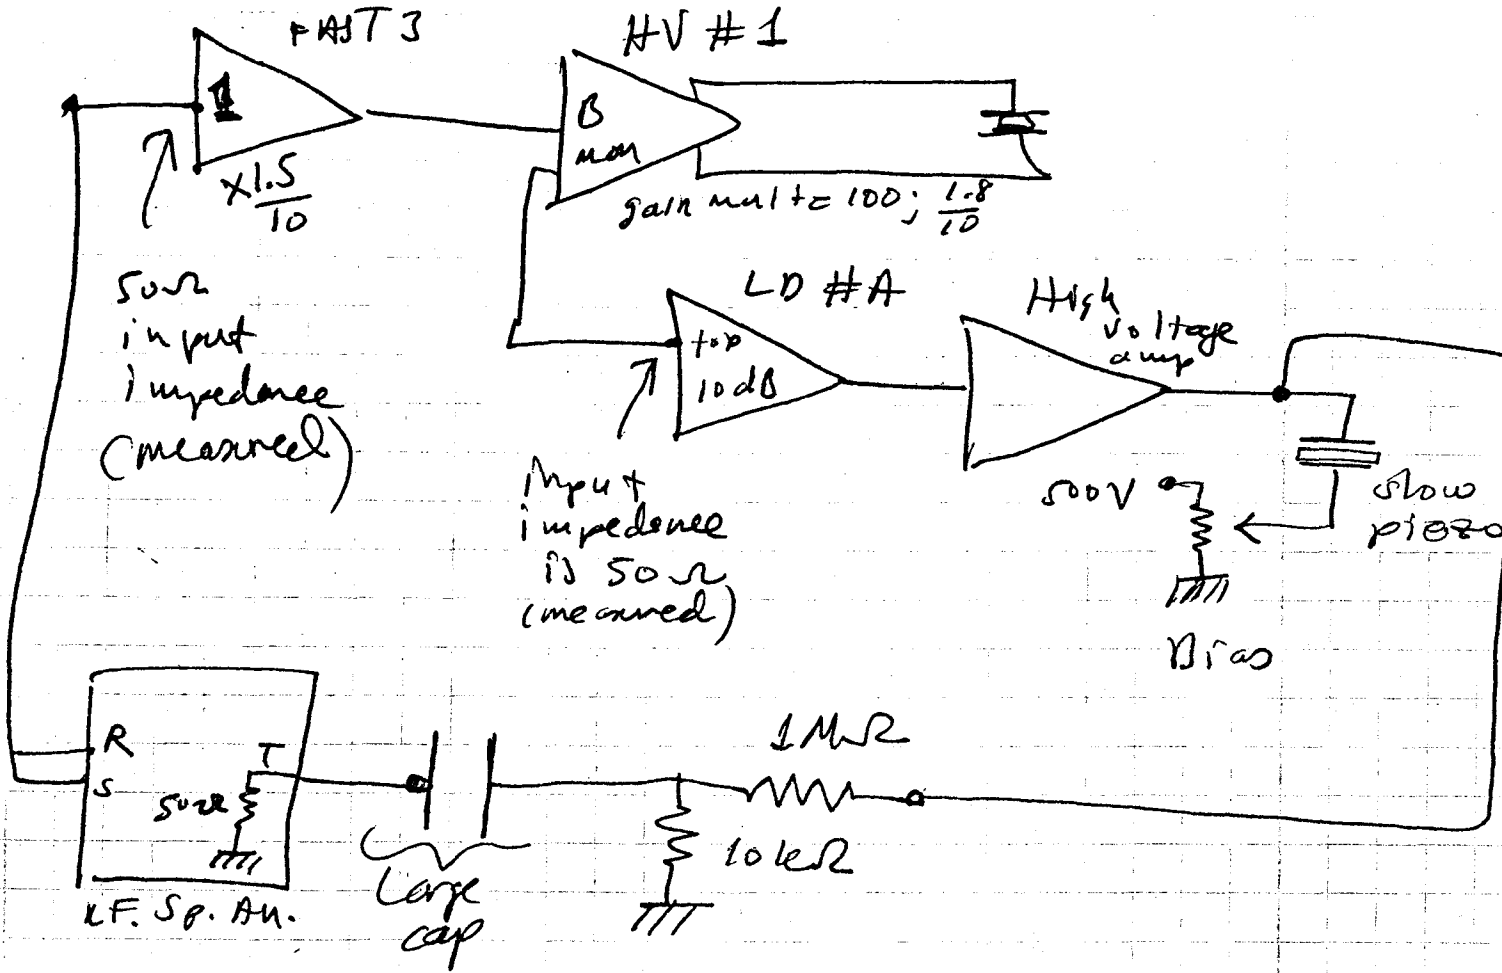 FAST 3
HV #1
1
x1.5/10
B
mon
gain mult = 100; 1.8/10
50Ω
input
impedance
(measured)
LD #A
top
10dB
High
voltage
amp
input
impedance
is 50Ω
(measured)
500V
slow
piezo
Bias
R
S
T
50Ω
1MΩ
10kΩ
Large
cap
RF. Sp. An.